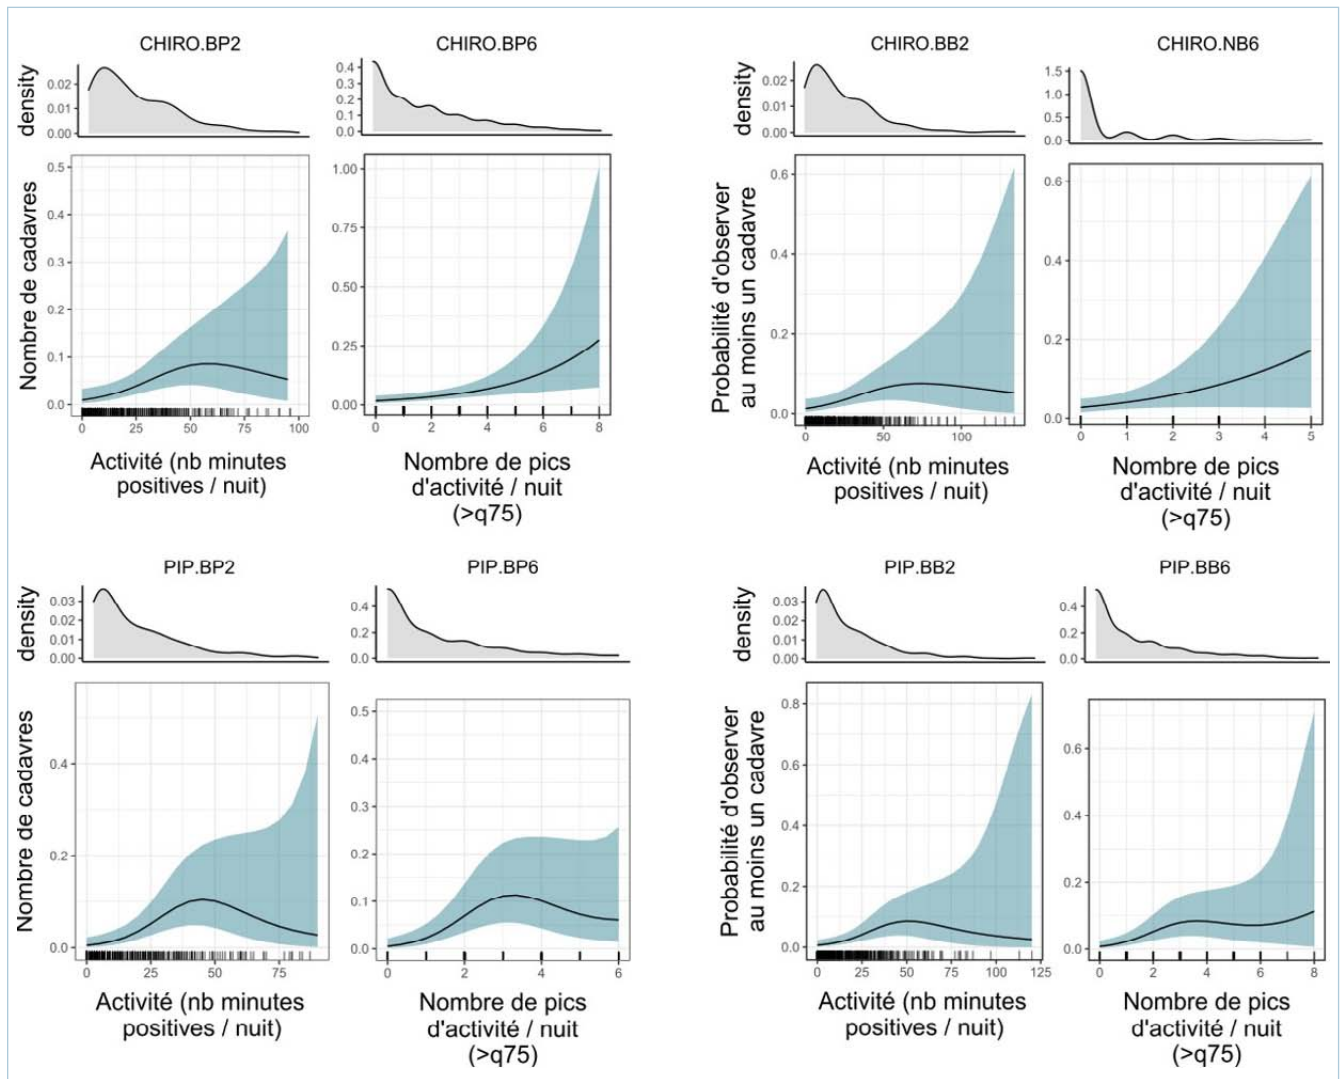 CHIRO.BP2
density
0.02
0.01
0.00
Nombre de cadavres
0.5
0.4
0.3
0.2
0.1
0.0
0 25 50 75 100
Activité (nb minutes
positives / nuit)
CHIRO.BP6
0.4
0.3
0.2
0.1
0.0
1.00
0.75
0.50
0.25
0.00
0 2 4 6 8
Nombre de pics
d'activité / nuit
(>q75)
CHIRO.BB2
density
0.02
0.01
0.00
Probabilité d'observer
au moins un cadavre
0.6
0.4
0.2
0.0
0 50 100
Activité (nb minutes
positives / nuit)
CHIRO.NB6
1.5
1.0
0.5
0.0
0.6
0.4
0.2
0.0
0 1 2 3 4 5
Nombre de pics
d'activité / nuit
(>q75)
PIP.BP2
density
0.03
0.02
0.01
0.00
Nombre de cadavres
0.4
0.2
0.0
0 25 50 75
Activité (nb minutes
positives / nuit)
PIP.BP6
0.4
0.2
0.0
0.5
0.4
0.3
0.2
0.1
0.0
0 2 4 6
Nombre de pics
d'activité / nuit
(>q75)
PIP.BB2
density
0.03
0.02
0.01
0.00
Probabilité d'observer
au moins un cadavre
0.8
0.6
0.4
0.2
0.0
0 25 50 75 100 125
Activité (nb minutes
positives / nuit)
PIP.BB6
0.4
0.2
0.0
0.6
0.4
0.2
0.0
0 2 4 6 8
Nombre de pics
d'activité / nuit
(>q75)